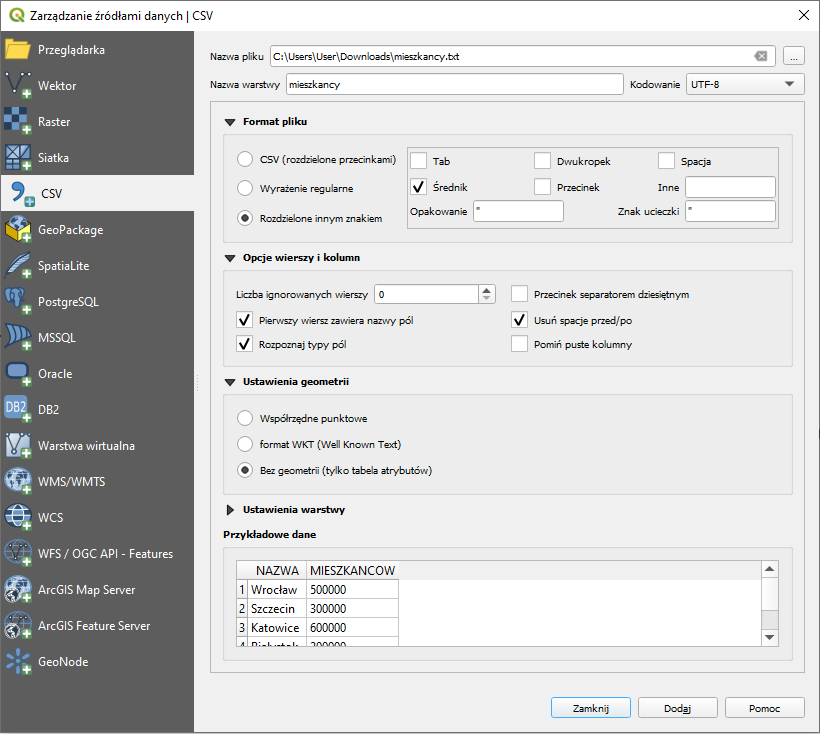 Zarządzanie źródłami danych | CSV
Przeglądarka
Wektor
Raster
Siatka
CSV
GeoPackage
SpatiaLite
PostgreSQL
MSSQL
Oracle
DB2
DB2
Warstwa wirtualna
WMS/WMTS
WCS
WFS / OGC API - Features
ArcGIS Map Server
ArcGIS Feature Server
GeoNode
Nazwa pliku C:\Users\User\Downloads\mieszkancy.txt ...
Nazwa warstwy mieszkancy Kodowanie UTF-8
Format pliku
CSV (rozdzielone przecinkami) Tab Dwukropek Spacja
Wyrażenie regularne Średnik Przecinek Inne
Rozdzielone innym znakiem Opakowanie " Znak ucieczki "
Opcje wierszy i kolumn
Liczba ignorowanych wierszy 0 Przecinek separatorem dziesiętnym
Pierwszy wiersz zawiera nazwy pól Usuń spacje przed/po
Rozpoznaj typy pól Pomiń puste kolumny
Ustawienia geometrii
Współrzędne punktowe
format WKT (Well Known Text)
Bez geometrii (tylko tabela atrybutów)
Ustawienia warstwy
Przykładowe dane
NAZWA MIESZKANCOW
1 Wrocław 500000
2 Szczecin 300000
3 Katowice 600000
4 Białystok 300000
Zamknij Dodaj Pomoc